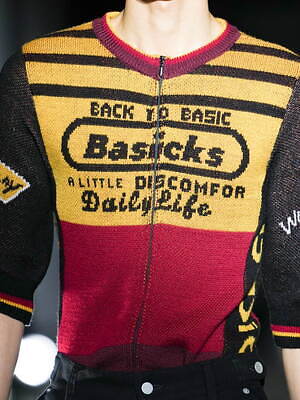 BACK TO BASIC
Basicks
A LITTLE DISCOMFOR
Daily Life